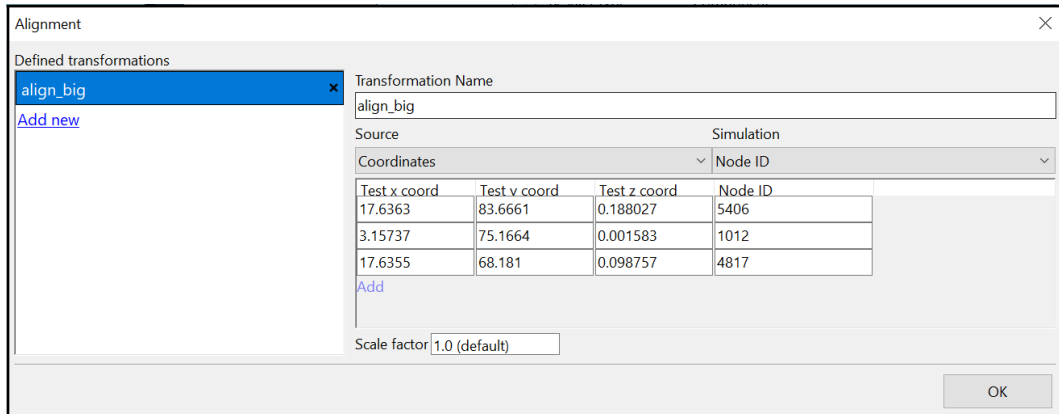 Alignment
Defined transformations
align_big
Add new
Transformation Name
align_big
Source Simulation
Coordinates Node ID
Test x coord Test y coord Test z coord Node ID
17.6363 83.6661 0.188027 5406
3.15737 75.1664 0.001583 1012
17.6355 68.181 0.098757 4817
Add
Scale factor 1.0 (default)
OK